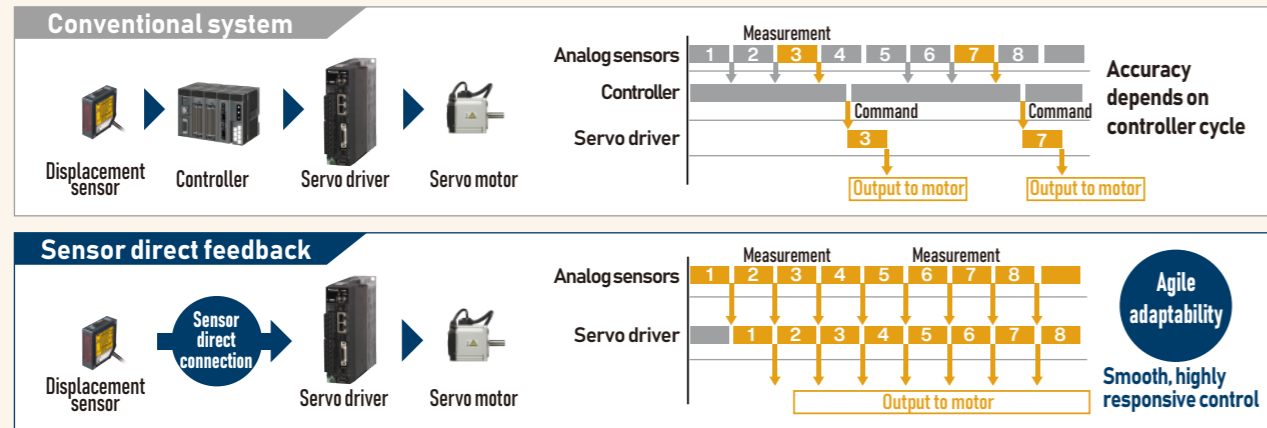 Conventional system
Displacement
sensor
Controller
Servo driver
Servo motor
Measurement
Analog sensors
1 2 3 4 5 6 7 8
Controller
Command
Command
Servo driver
3
7
Output to motor
Output to motor
Accuracy
depends on
controller cycle
Sensor direct feedback
Displacement
sensor
Sensor
direct
connection
Servo driver
Servo motor
Measurement
Measurement
Analog sensors
1 2 3 4 5 6 7 8
Servo driver
1 2 3 4 5 6 7 8
Output to motor
Agile
adaptability
Smooth, highly
responsive control